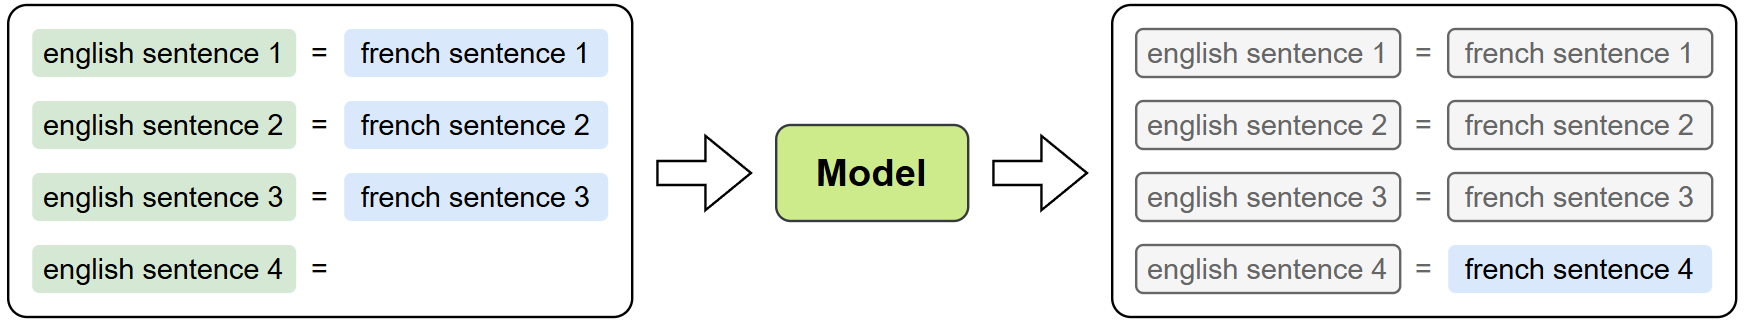 english sentence 1 = french sentence 1
english sentence 2 = french sentence 2
english sentence 3 = french sentence 3
english sentence 4 =
Model
english sentence 1 = french sentence 1
english sentence 2 = french sentence 2
english sentence 3 = french sentence 3
english sentence 4 = french sentence 4